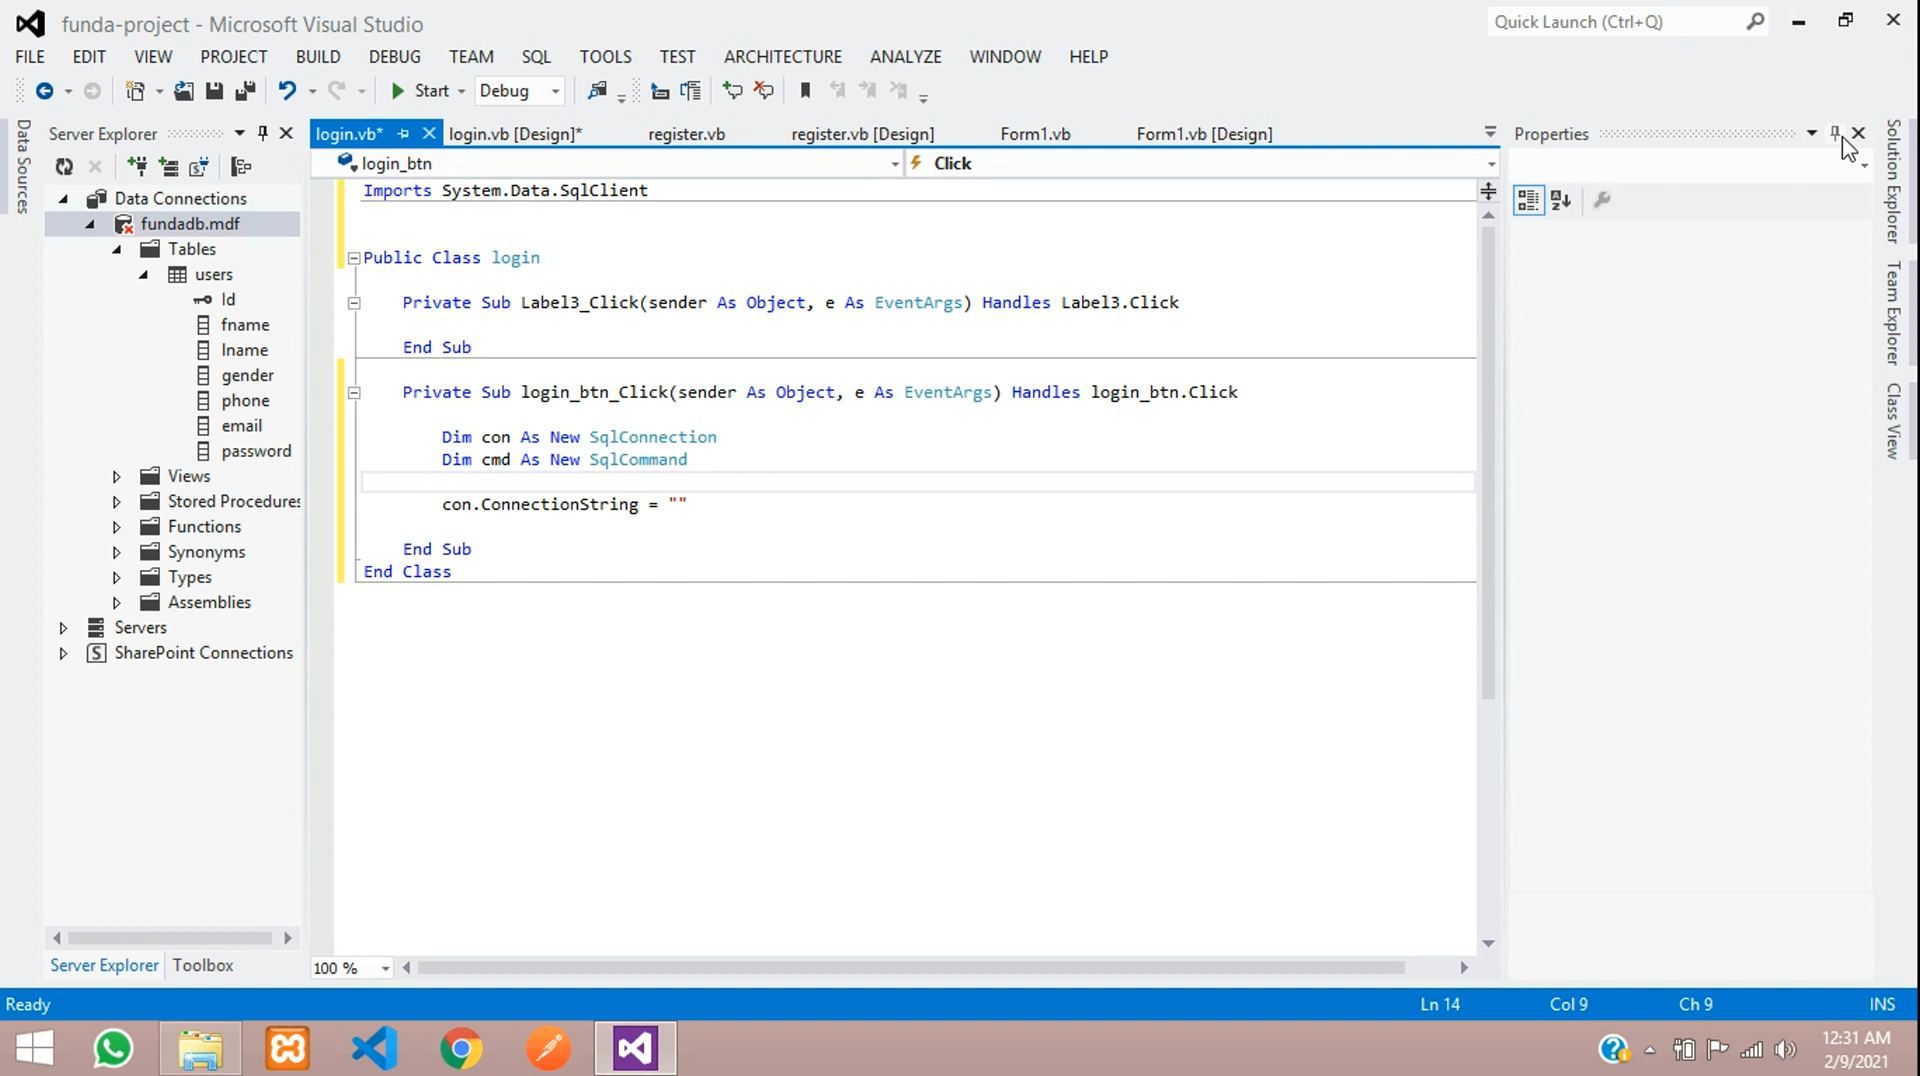 funda-project - Microsoft Visual Studio
Quick Launch (Ctrl+Q)
FILE EDIT VIEW PROJECT BUILD DEBUG TEAM SQL TOOLS TEST ARCHITECTURE ANALYZE WINDOW HELP
Start Debug
Data Sources
Server Explorer
login.vb* login.vb [Design]* register.vb register.vb [Design] Form1.vb Form1.vb [Design]
Properties
login_btn Click
Data Connections
fundadb.mdf
Tables
users
Id
fname
lname
gender
phone
email
password
Views
Stored Procedures
Functions
Synonyms
Types
Assemblies
Servers
SharePoint Connections
Server Explorer Toolbox
Imports System.Data.SqlClient
Public Class login
Private Sub Label3_Click(sender As Object, e As EventArgs) Handles Label3.Click
End Sub
Private Sub login_btn_Click(sender As Object, e As EventArgs) Handles login_btn.Click
Dim con As New SqlConnection
Dim cmd As New SqlCommand
con.ConnectionString = ""
End Sub
End Class
100 %
Solution Explorer
Team Explorer
Class View
Ready Ln 14 Col 9 Ch 9 INS
12:31 AM
2/9/2021